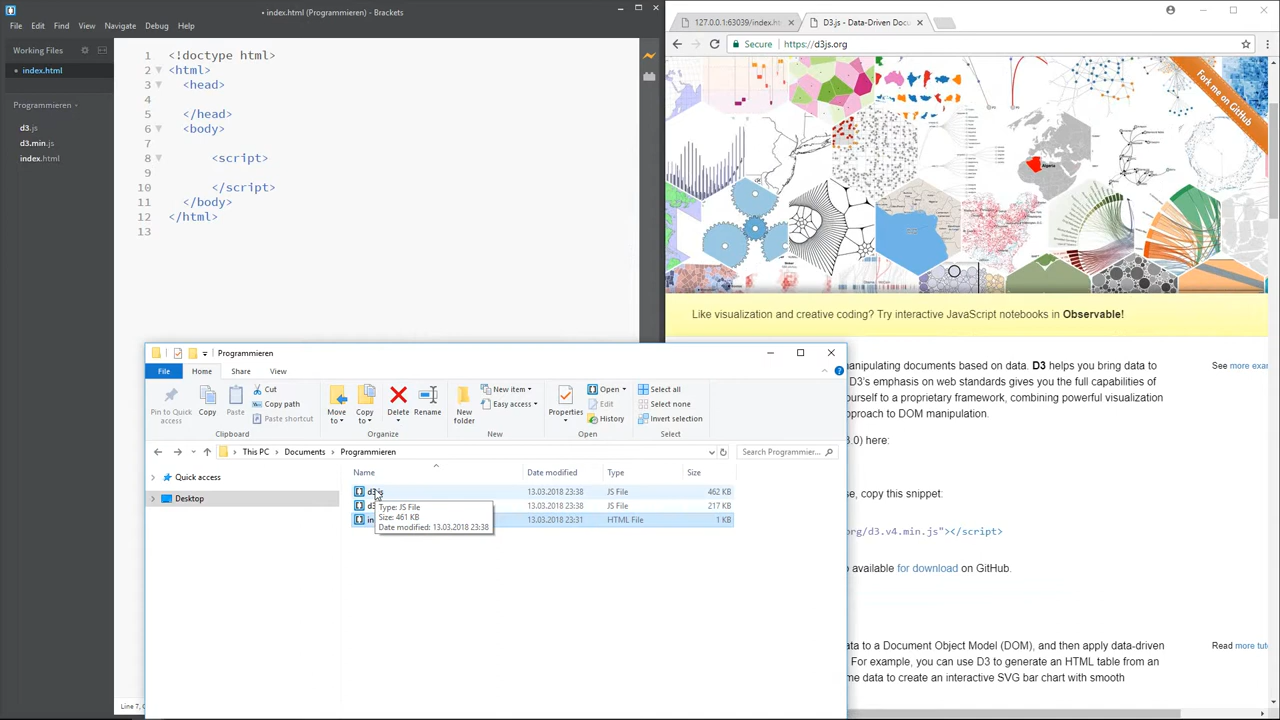 • index.html (Programmieren) - Brackets
File Edit Find View Navigate Debug Help
Working Files
• index.html
Programmieren
d3.js
d3.min.js
index.html
1 <!doctype html>
2 <html>
3 <head>
4
5 </head>
6 <body>
7
8 <script>
9
10 </script>
11 </body>
12 </html>
13
Line 7, C
127.0.0.1:63039/index.h
D3.js - Data-Driven Docu
Secure https://d3js.org
Fork me on GitHub
Algeria
Like visualization and creative coding? Try interactive JavaScript notebooks in Observable!
anipulating documents based on data. D3 helps you bring data to
D3's emphasis on web standards gives you the full capabilities of
ourself to a proprietary framework, combining powerful visualization
approach to DOM manipulation.
See more exar
8.0) here:
se, copy this snippet:
org/d3.v4.min.js"></script>
o available for download on GitHub.
ata to a Document Object Model (DOM), and then apply data-driven
For example, you can use D3 to generate an HTML table from an
me data to create an interactive SVG bar chart with smooth
Read more tut
Programmieren
File Home Share View
Pin to Quick access
Copy
Paste
Cut
Copy path
Paste shortcut
Move to
Copy to
Delete
Rename
New folder
New item
Easy access
Properties
Open
Edit
History
Select all
Select none
Invert selection
Clipboard Organize New Open Select
This PC Documents Programmieren
Search Programmier...
Quick access
Desktop
Name Date modified Type Size
d3.js 13.03.2018 23:38 JS File 462 KB
d3 13.03.2018 23:38 JS File 217 KB
in 13.03.2018 23:31 HTML File 1 KB
Type: JS File
Size: 461 KB
Date modified: 13.03.2018 23:38